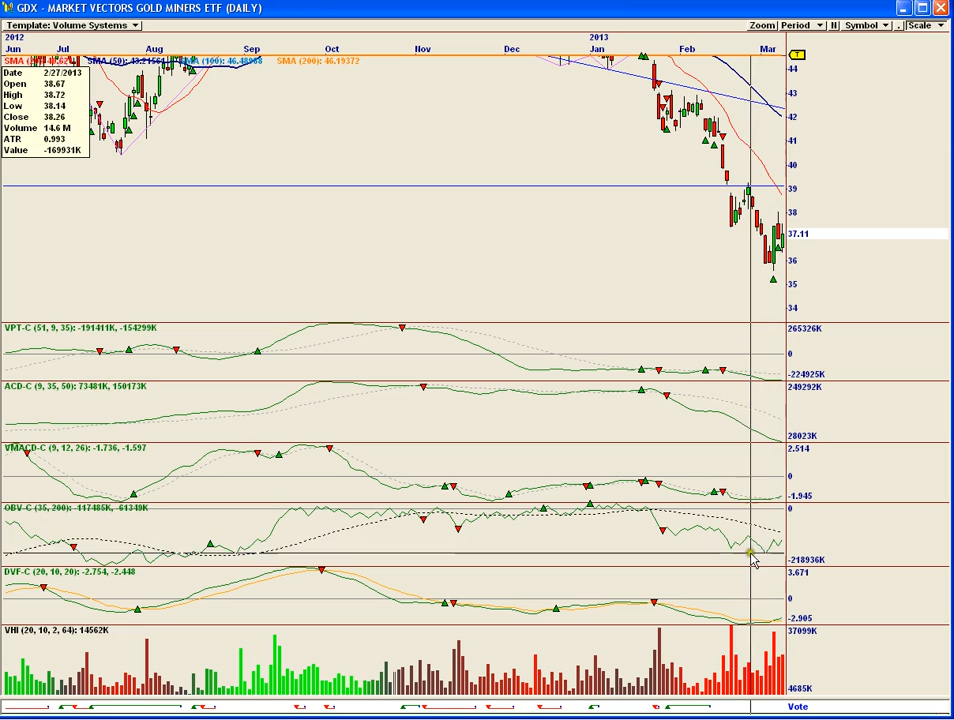 GDX - MARKET VECTORS GOLD MINERS ETF (DAILY)
Template: Volume Systems Zoom Period Symbol . Scale
2012 2013
Jun Jul Aug Sep Oct Nov Dec Jan Feb Mar
SMA SMA (50): 43.21561 SMA (100): 46.48968 SMA (200): 46.19372
T
Date 2/27/2013
Open 38.67
High 38.72
Low 38.14
Close 38.26
Volume 14.6 M
ATR 0.993
Value -169931K
44
43
42
41
40
39
38
37.11
36
35
34
VPT-C (51, 9, 35): -191411K, -154299K
265326K
0
-224925K
ACD-C (9, 35, 50): 73481K, 150173K
249292K
28023K
VMACD-C (9, 12, 26): -1.736, -1.597
2.514
0
-1.945
OBV-C (35, 200): -117485K, -61349K
0
-218936K
DVF-C (20, 10, 20): -2.754, -2.448
3.671
0
-2.905
VHI (20, 10, 2, 64): 14562K
37099K
4685K
Vote